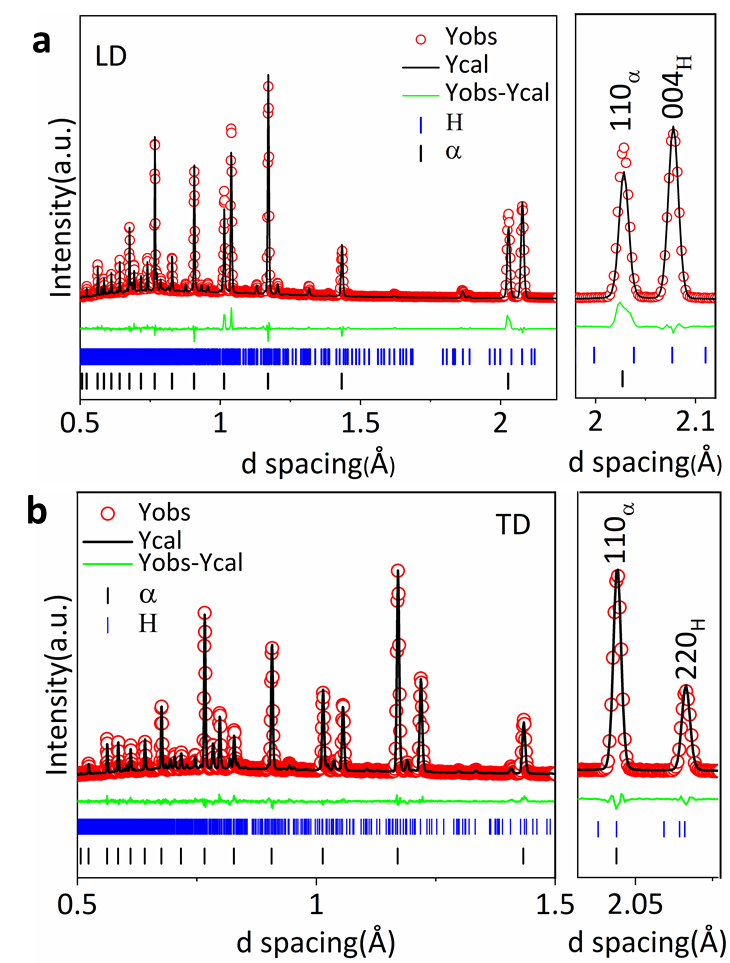 a
LD
Yobs
Ycal
Yobs-Ycal
H
α
Intensity(a.u.)
110α
004H
0.5
1
1.5
2
d spacing(Å)
2
2.1
d spacing(Å)
b
Yobs
Ycal
Yobs-Ycal
α
H
TD
Intensity(a.u.)
110α
220H
0.5
1
1.5
d spacing(Å)
2.05
d spacing(Å)